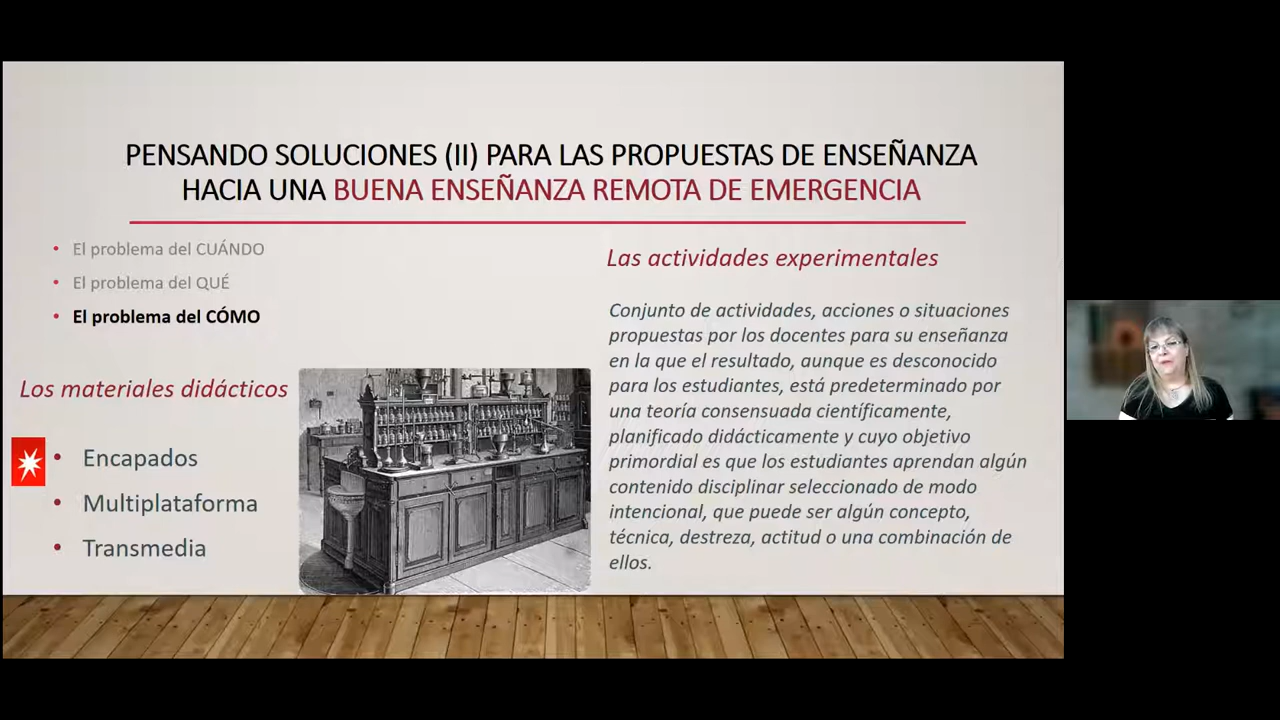 PENSANDO SOLUCIONES (II) PARA LAS PROPUESTAS DE ENSEÑANZA
HACIA UNA BUENA ENSEÑANZA REMOTA DE EMERGENCIA
• El problema del CUÁNDO
• El problema del QUÉ
• El problema del CÓMO
Los materiales didácticos
• Encapados
• Multiplataforma
• Transmedia
Las actividades experimentales
Conjunto de actividades, acciones o situaciones
propuestas por los docentes para su enseñanza
en la que el resultado, aunque es desconocido
para los estudiantes, está predeterminado por
una teoría consensuada científicamente,
planificado didácticamente y cuyo objetivo
primordial es que los estudiantes aprendan algún
contenido disciplinar seleccionado de modo
intencional, que puede ser algún concepto,
técnica, destreza, actitud o una combinación de
ellos.